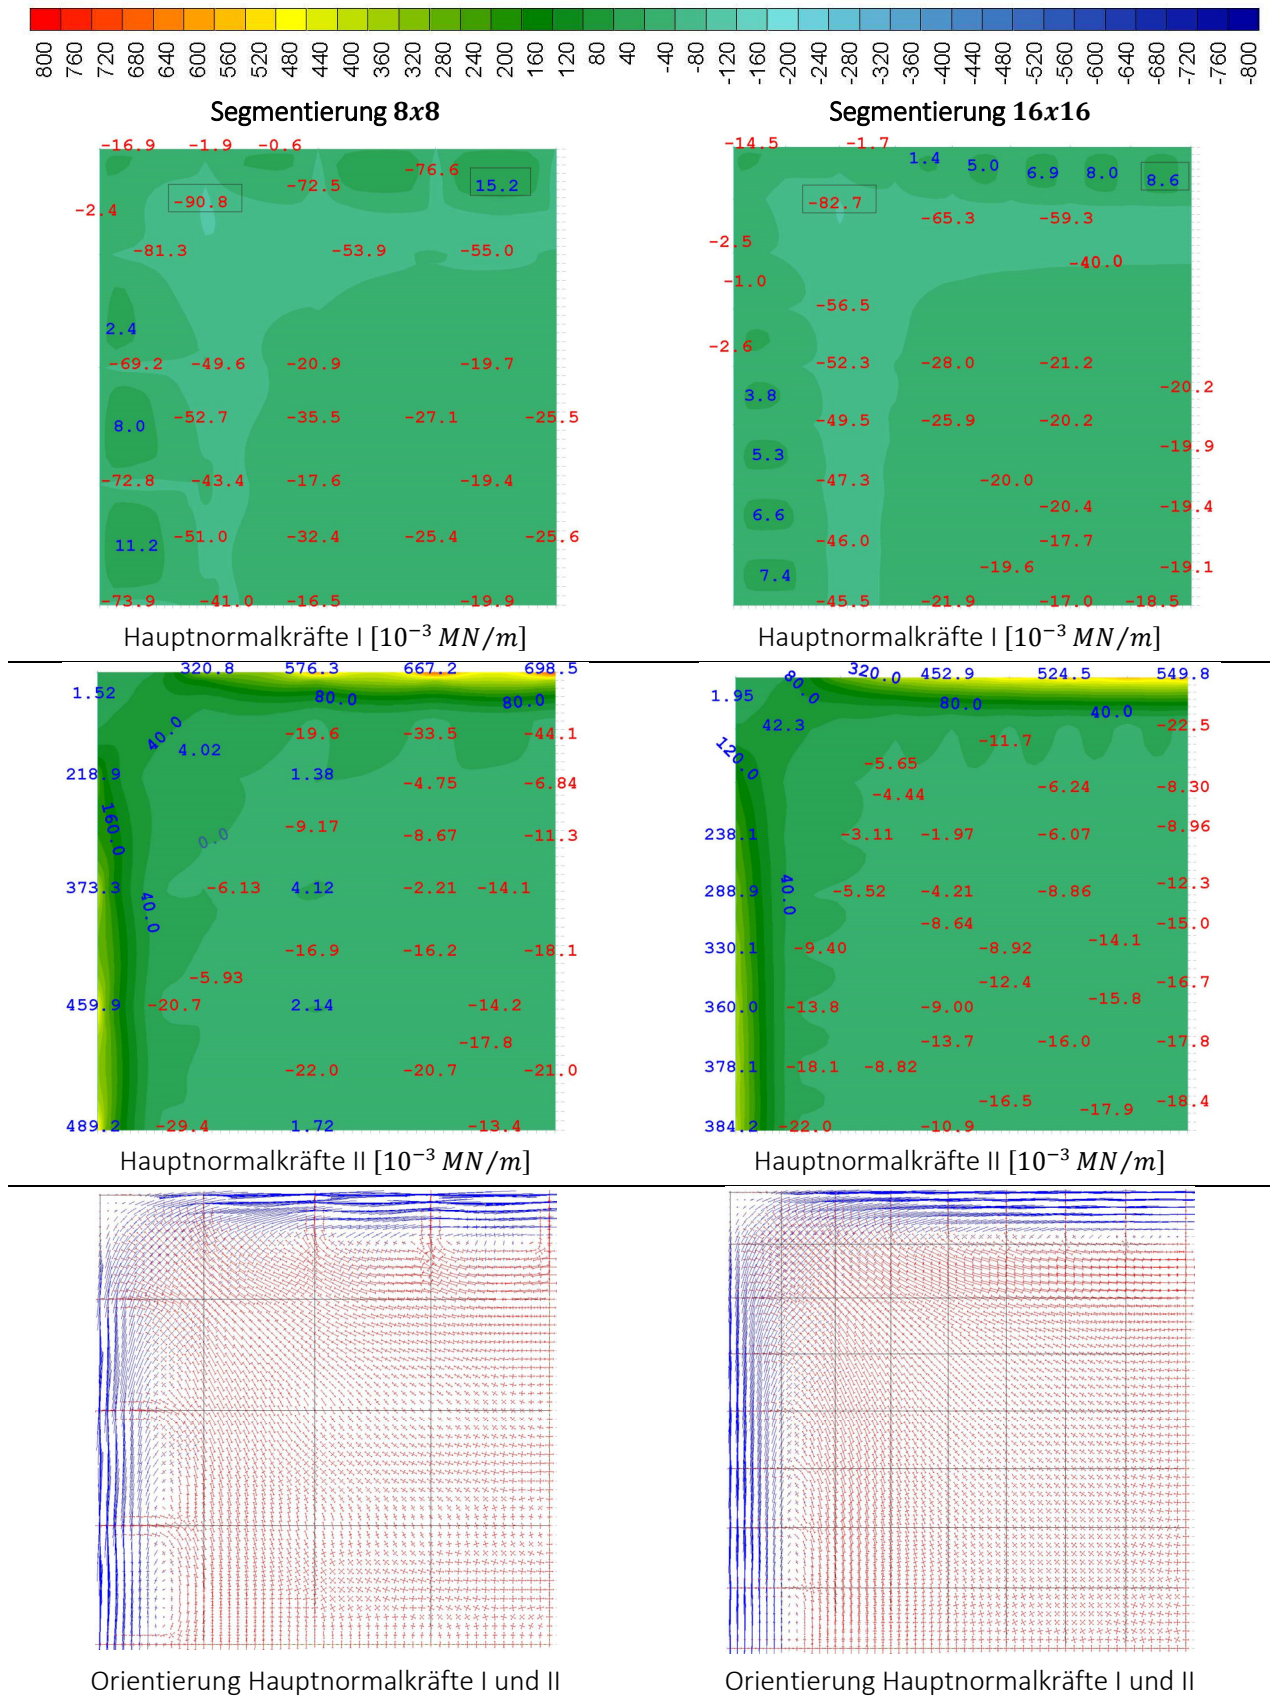 800 760 720 680 640 600 560 520 480 440 400 360 320 280 240 200 160 120 80 40 -40 -80 -120 -160 -200 -240 -280 -320 -360 -400 -440 -480 -520 -560 -600 -640 -680 -720 -760 -800
Segmentierung 8x8
Segmentierung 16x16
-16.9 -1.9 -0.6
-76.6
-72.5 15.2
-90.8
-2.4
-81.3 -53.9 -55.0
2.4
-69.2 -49.6 -20.9 -19.7
-52.7 -35.5 -27.1 -25.5
8.0
-72.8 -43.4 -17.6 -19.4
-51.0 -32.4 -25.4 -25.6
11.2
-73.9 -41.0 -16.5 -19.9
-14.5 -1.7
1.4 5.0 6.9 8.0 8.6
-82.7
-65.3 -59.3
-2.5
-40.0
-1.0
-56.5
-2.6
-52.3 -28.0 -21.2
-20.2
3.8
-49.5 -25.9 -20.2
-19.9
5.3
-47.3 -20.0
-20.4 -19.4
6.6
-46.0 -17.7
-19.6 -19.1
7.4
-45.5 -21.9 -17.0 -18.5
Hauptnormalkräfte I [10⁻³ MN/m]
Hauptnormalkräfte I [10⁻³ MN/m]
320.8 576.3 667.2 698.5
1.52 80.0 80.0
40.0 -19.6 -33.5 -44.1
4.02
218.9 1.38 -4.75 -6.84
160.0 -9.17 -8.67 -11.3
0.0
373.3 40.0 -6.13 4.12 -2.21 -14.1
-16.9 -16.2 -18.1
-5.93
459.9 -20.7 2.14 -14.2
-17.8
-22.0 -20.7 -21.0
489.2 -29.4 1.72 -13.4
320.0 452.9 524.5 549.8
1.95 80.0 80.0 40.0
42.3 -22.5
-11.7
120.0 -5.65
-4.44 -6.24 -8.30
238.1 -3.11 -1.97 -6.07 -8.96
288.9 40.0 -5.52 -4.21 -8.86 -12.3
-8.64 -15.0
330.1 -9.40 -8.92 -14.1
-12.4 -16.7
360.0 -13.8 -9.00 -15.8
-13.7 -16.0 -17.8
378.1 -18.1 -8.82
-16.5 -17.9 -18.4
384.2 -22.0 -10.9
Hauptnormalkräfte II [10⁻³ MN/m]
Hauptnormalkräfte II [10⁻³ MN/m]
Orientierung Hauptnormalkräfte I und II
Orientierung Hauptnormalkräfte I und II